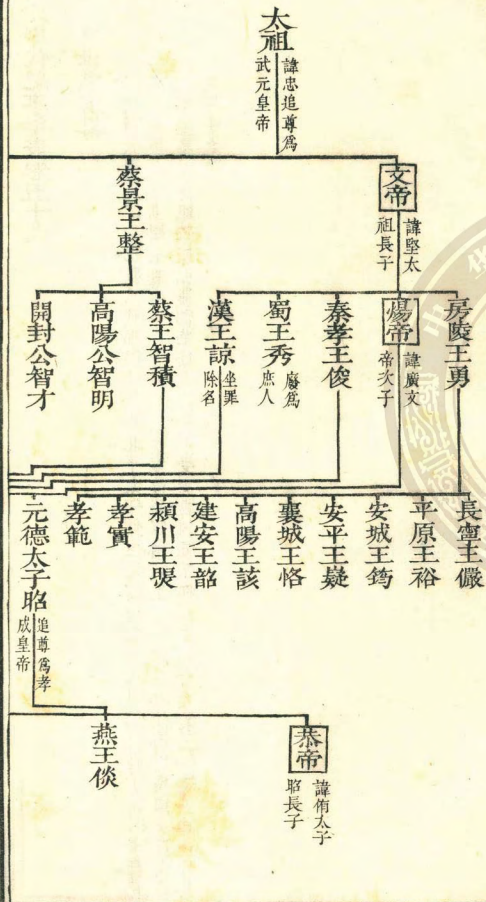 太祖
諱忠追尊爲
武元皇帝
文帝
諱堅太
祖長子
蔡景王整
房陵王勇
煬帝
諱廣文
帝次子
秦孝王俊
蜀王秀
廢爲
庶人
漢王諒
坐罪
除名
蔡王智積
高陽公智明
開封公智才
長寧王儼
平原王裕
安城王筠
安平王嶷
襄城王恪
高陽王該
建安王韶
潁川王煚
孝實
孝範
元德太子昭
追尊爲孝
成皇帝
恭帝
諱侑太子
昭長子
燕王倓